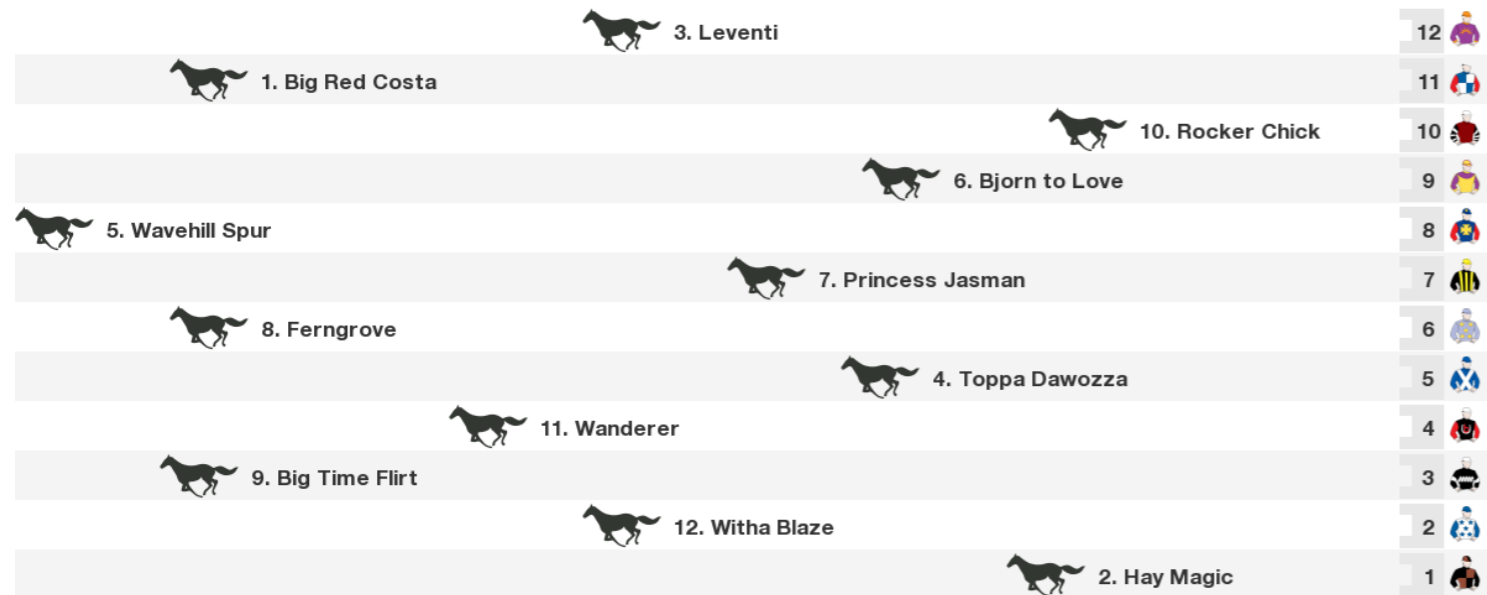 3. Leventi 12
1. Big Red Costa 11
10. Rocker Chick 10
6. Bjorn to Love 9
5. Wavehill Spur 8
7. Princess Jasman 7
8. Ferngrove 6
4. Toppa Dawozza 5
11. Wanderer 4
9. Big Time Flirt 3
12. Witha Blaze 2
2. Hay Magic 1